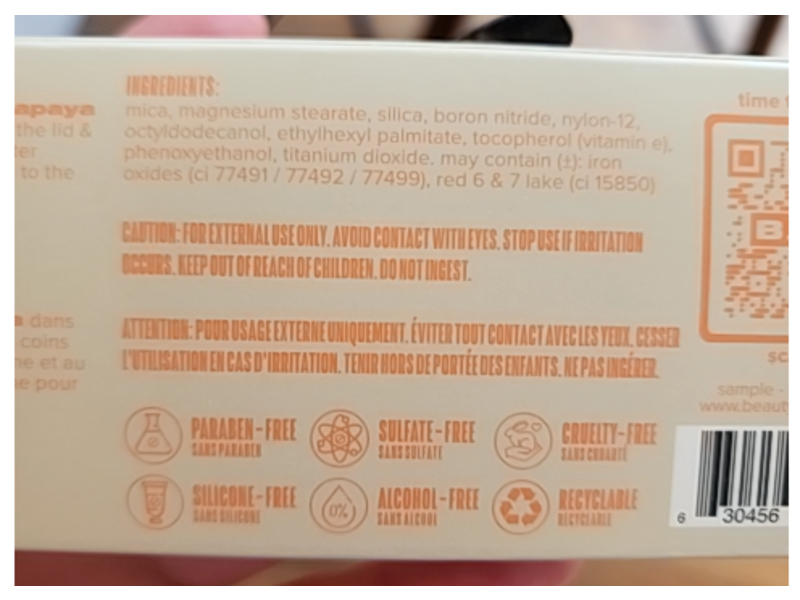 apaya
the lid &
ter
to the
dans
coins
ne et au
ne pour
INGREDIENTS:
mica, magnesium stearate, silica, boron nitride, nylon-12,
octyldodecanol, ethylhexyl palmitate, tocopherol (vitamin e),
phenoxyethanol, titanium dioxide. may contain (±): iron
oxides (ci 77491 / 77492 / 77499), red 6 & 7 lake (ci 15850)
CAUTION: FOR EXTERNAL USE ONLY. AVOID CONTACT WITH EYES. STOP USE IF IRRITATION
OCCURS. KEEP OUT OF REACH OF CHILDREN. DO NOT INGEST.
ATTENTION: POUR USAGE EXTERNE UNIQUEMENT. ÉVITER TOUT CONTACT AVEC LES YEUX. CESSER
L'UTILISATION EN CAS D'IRRITATION. TENIR HORS DE PORTÉE DES ENFANTS. NE PAS INGÉRER.
PARABEN-FREE
SANS PARABEN
SULFATE-FREE
SANS SULFATE
CRUELTY-FREE
SANS CRUAUTÉ
SILICONE-FREE
SANS SILICONE
0%
ALCOHOL-FREE
SANS ALCOOL
RECYCLABLE
RECYCLABLE
time
B
sc
sample -
www.beaut
6 30456